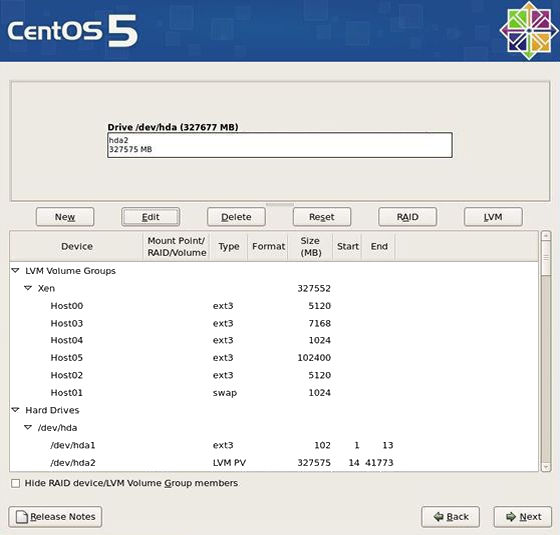 CentOS 5
Drive /dev/hda (327677 MB)
hda2
327575 MB
New Edit Delete Reset RAID LVM
Device Mount Point/ RAID/Volume Type Format Size (MB) Start End
LVM Volume Groups
Xen 327552
Host00 ext3 5120
Host03 ext3 7168
Host04 ext3 1024
Host05 ext3 102400
Host02 ext3 5120
Host01 swap 1024
Hard Drives
/dev/hda
/dev/hda1 ext3 102 1 13
/dev/hda2 LVM PV 327575 14 41773
Hide RAID device/LVM Volume Group members
Release Notes Back Next